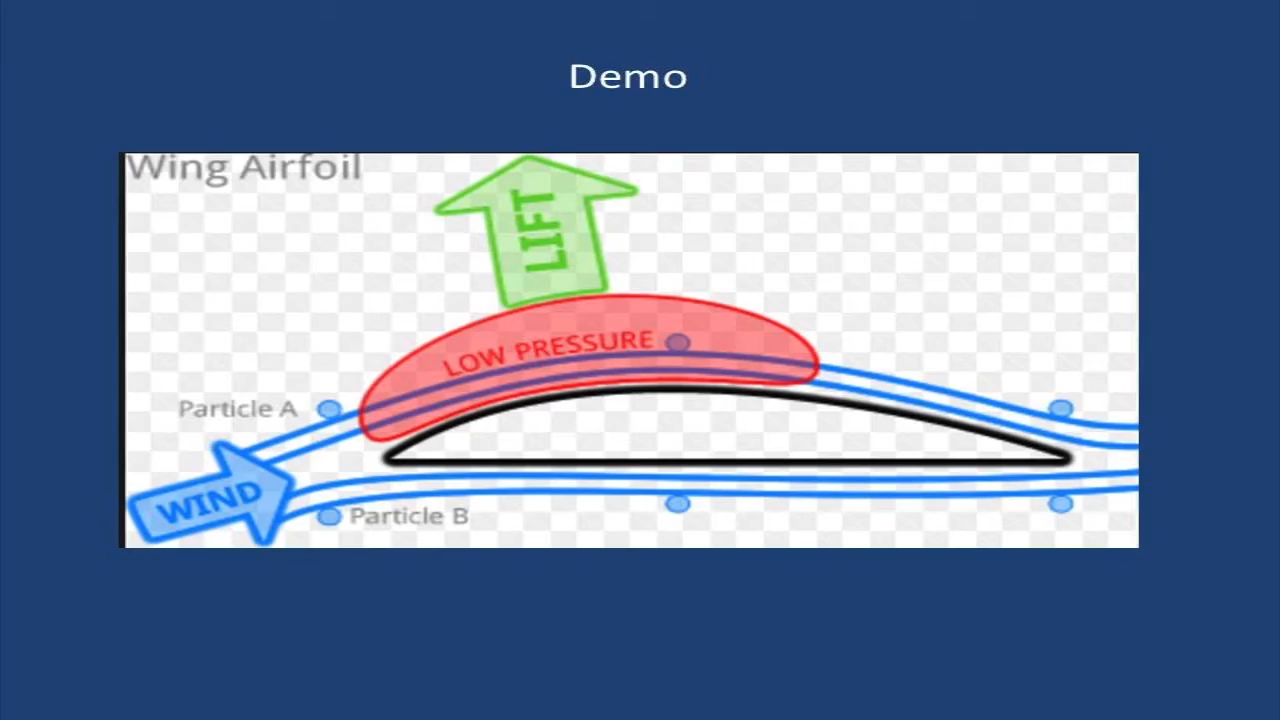 Demo
Wing Airfoil
LIFT
LOW PRESSURE
Particle A
WIND
Particle B